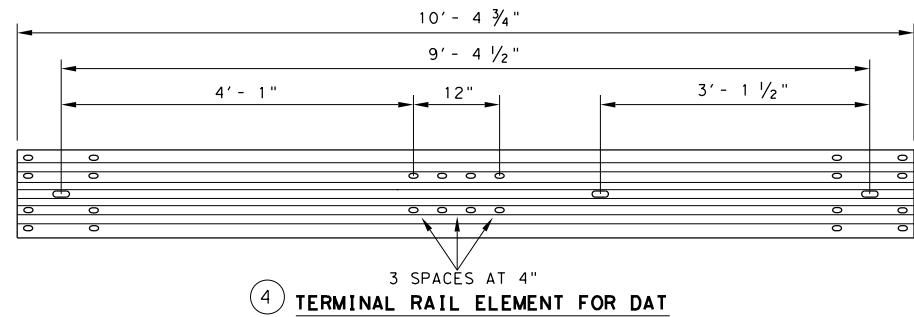 10'- 4 ¾"
9'- 4 ½"
4'- 1"
12"
3'- 1 ½"
3 SPACES AT 4"
4 TERMINAL RAIL ELEMENT FOR DAT